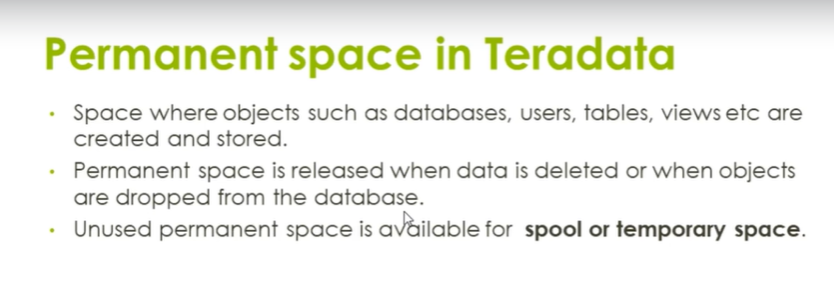 Permanent space in Teradata
• Space where objects such as databases, users, tables, views etc are
created and stored.
• Permanent space is released when data is deleted or when objects
are dropped from the database.
• Unused permanent space is available for spool or temporary space.